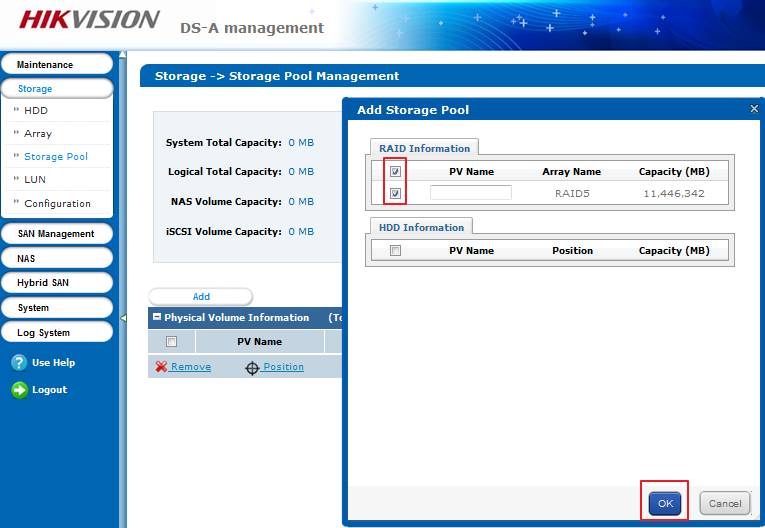 HIKVISION DS-A management
Maintenance
Storage
» HDD
» Array
» Storage Pool
» LUN
» Configuration
SAN Management
NAS
Hybrid SAN
System
Log System
? Use Help
Logout
Storage -> Storage Pool Management
System Total Capacity: 0 MB
Logical Total Capacity: 0 MB
NAS Volume Capacity: 0 MB
iSCSI Volume Capacity: 0 MB
Add
Physical Volume Information (To
PV Name
Remove Position
Add Storage Pool
RAID Information
PV Name Array Name Capacity (MB)
RAID5 11,446,342
HDD Information
PV Name Position Capacity (MB)
OK Cancel